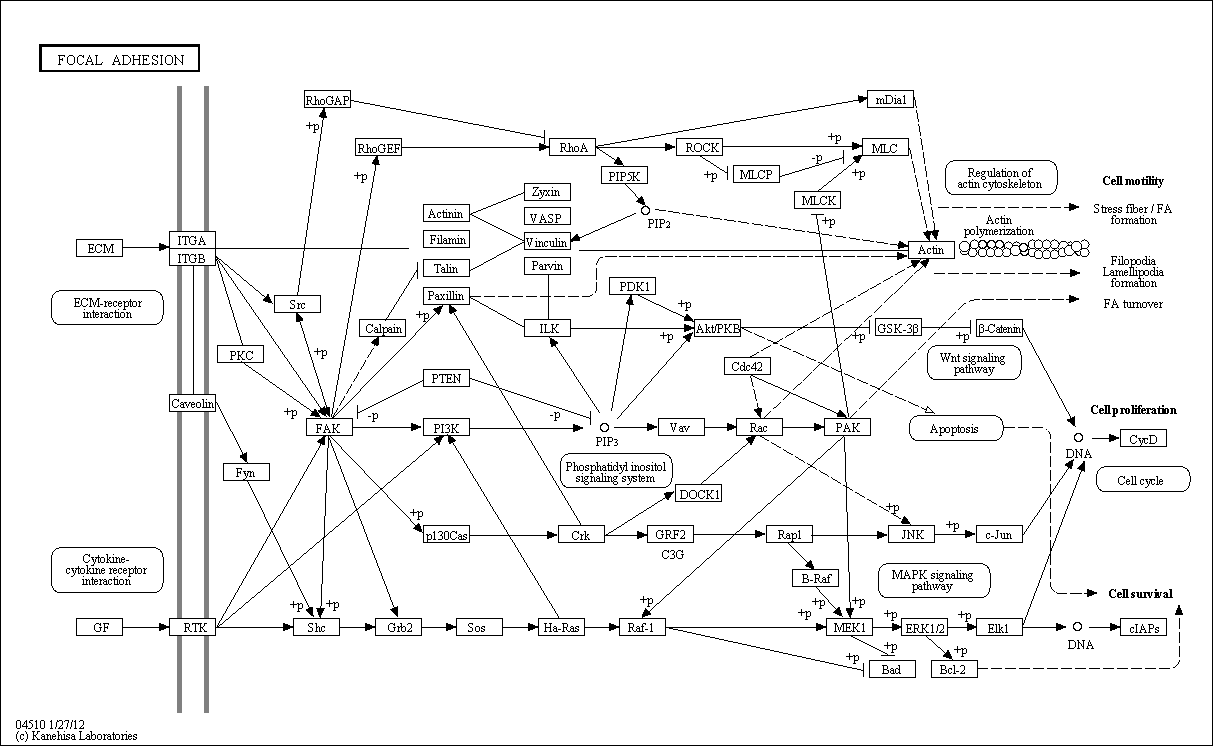 FOCAL ADHESION
RhoGAP
mDia1
+p
RhoGEF
RhoA
ROCK
+p
MLC
+p
PIP5K
+p
MLCP
-p
+p
MLCK
+p
Regulation of
actin cytoskeleton
Cell motility
Zyxin
Actinin
VASP
PIP2
Stress fiber / FA
formation
Actin
polymerization
ECM
ITGA
ITGB
Filamin
Vinculin
Actin
Talin
Parvin
Filopodia
Lamellipodia
formation
ECM-receptor
interaction
Src
Paxillin
PDK1
+p
FA turnover
+p
Calpain
ILK
+p
Akt/PKB
GSK-3β
+p
β-Catenin
+p
+p
PKC
Cdc42
Wnt signaling
pathway
PTEN
Caveolin
+p
-p
-p
Cell proliferation
FAK
PI3K
PIP3
Vav
Rac
PAK
Apoptosis
DNA
CycD
Fyn
Phosphatidyl inositol
signaling system
Cell cycle
DOCK1
+p
+p
p130Cas
Crk
GRF2
C3G
Rap1
JNK
+p
c-Jun
Cytokine-
cytokine receptor
interaction
B-Raf
MAPK signaling
pathway
Cell survival
+p
+p
+p
+p
+p
+p
GF
RTK
Shc
Grb2
Sos
Ha-Ras
Raf-1
MEK1
+p
ERK1/2
+p
Elk1
DNA
cIAPs
+p
+p
+p
Bad
Bcl-2
04510 1/27/12
(c) Kanehisa Laboratories